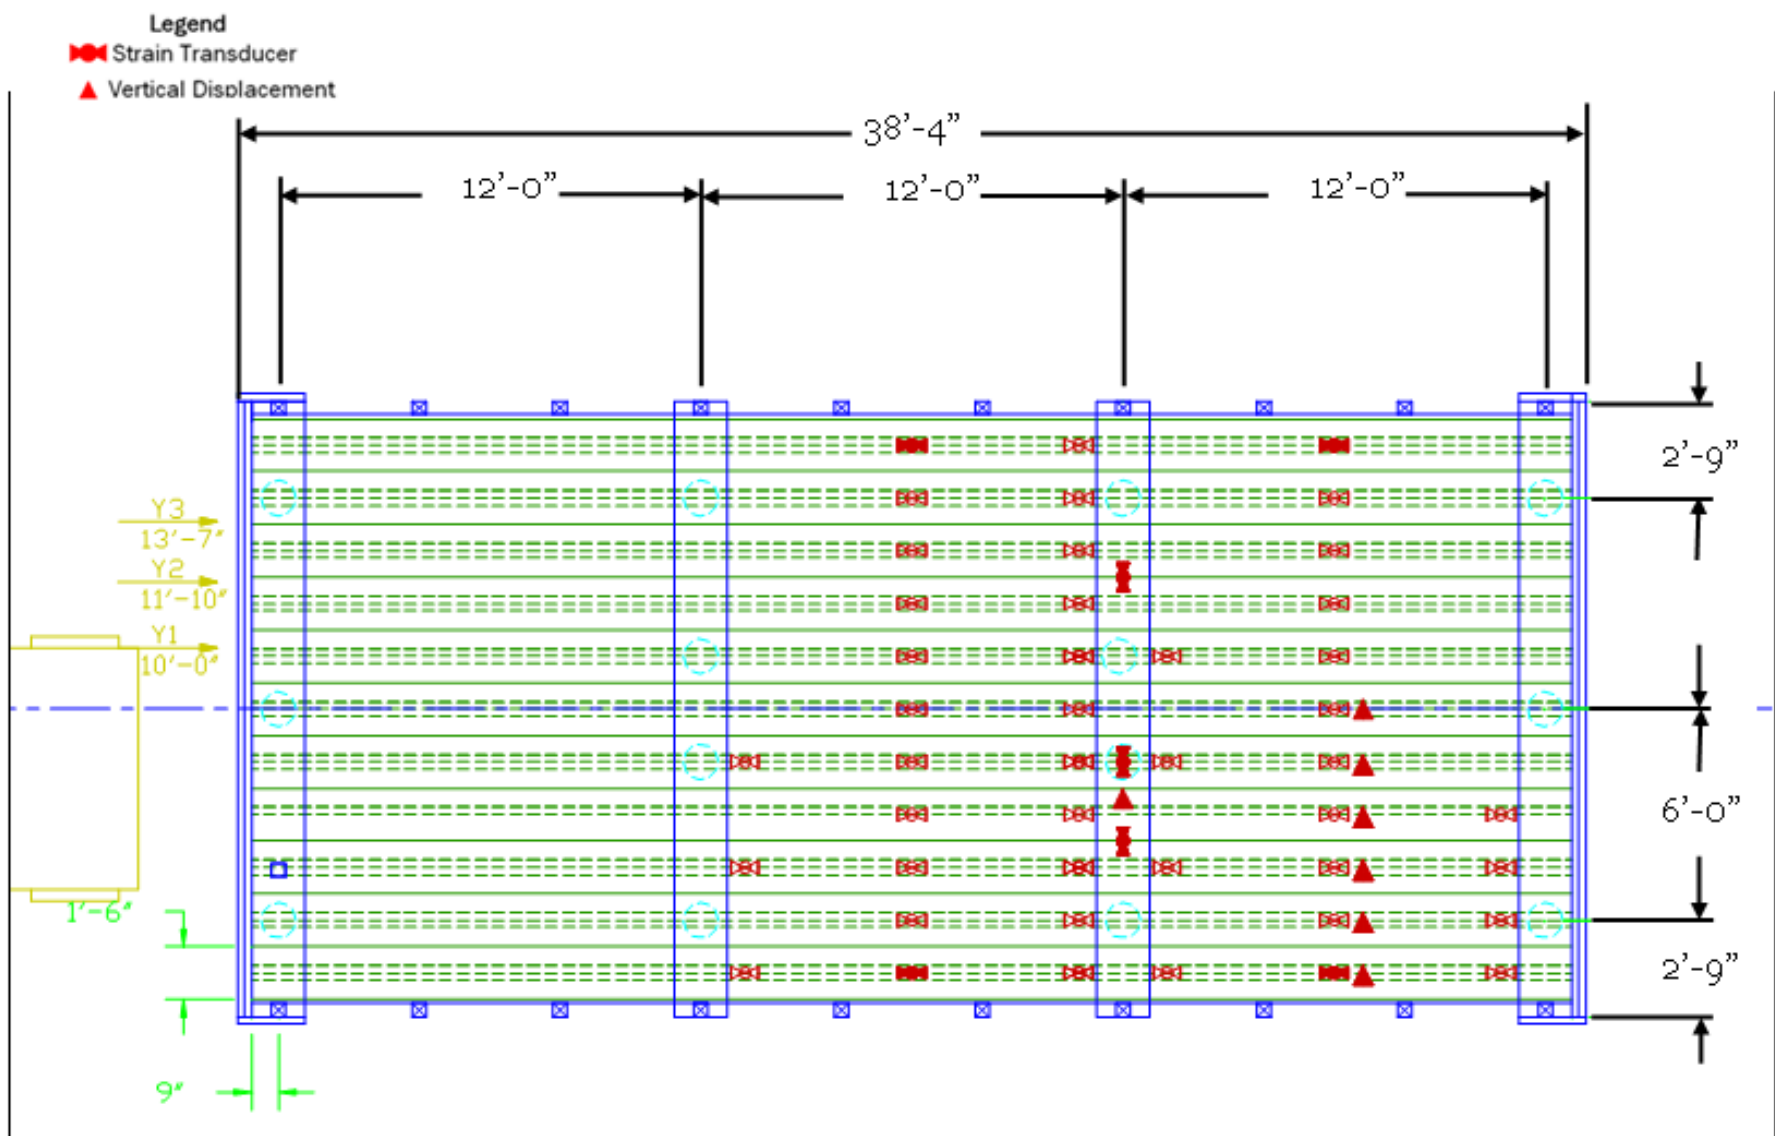 Legend
Strain Transducer
Vertical Displacement
38'-4"
12'-0"
12'-0"
12'-0"
2'-9"
Y3
13'-7"
Y2
11'-10"
Y1
10'-0"
6'-0"
1'-6"
2'-9"
9"